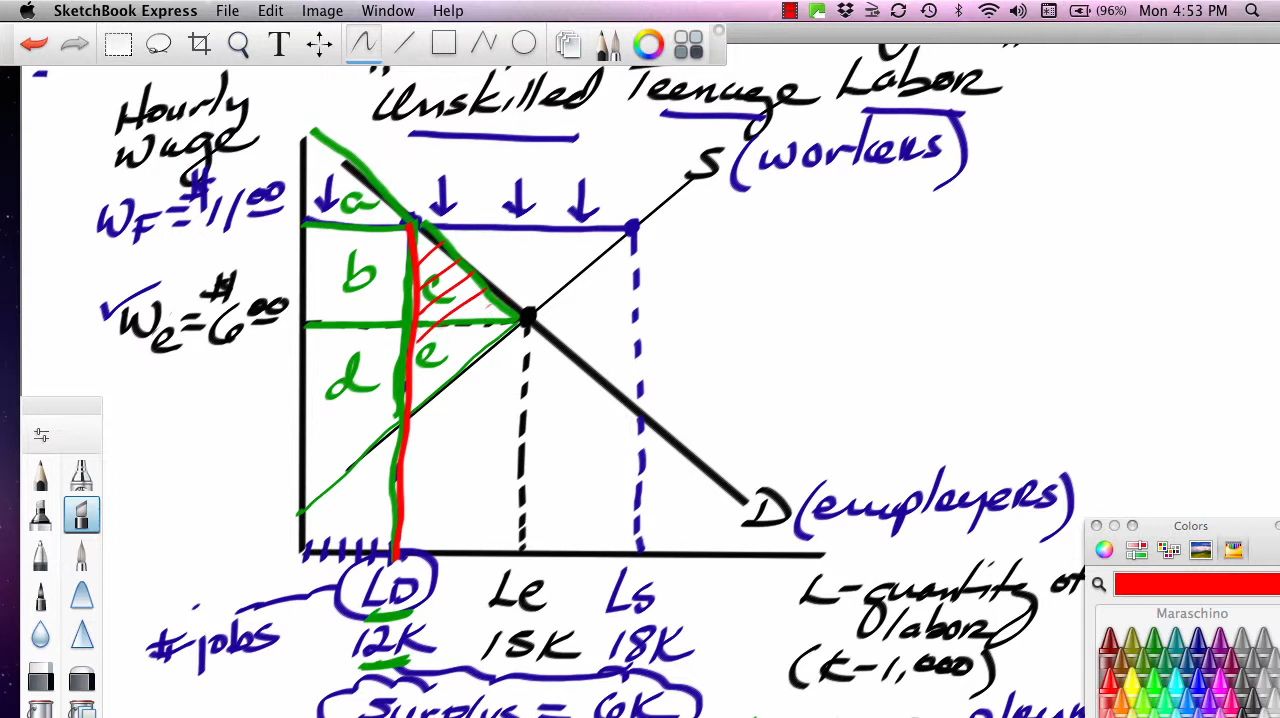 SketchBook Express File Edit Image Window Help (96%) Mon 4:53 PM
T
Hourly
Wage
"Unskilled Teenage Labor"
S (workers)
WF=$11.00
a
b
c
We=$6.00
d
e
D (employers)
Colors
Maraschino
LD Le Ls
L-quantity of
labor
(K-1,000)
#jobs 12K 15K 18K
Surplus = 6K